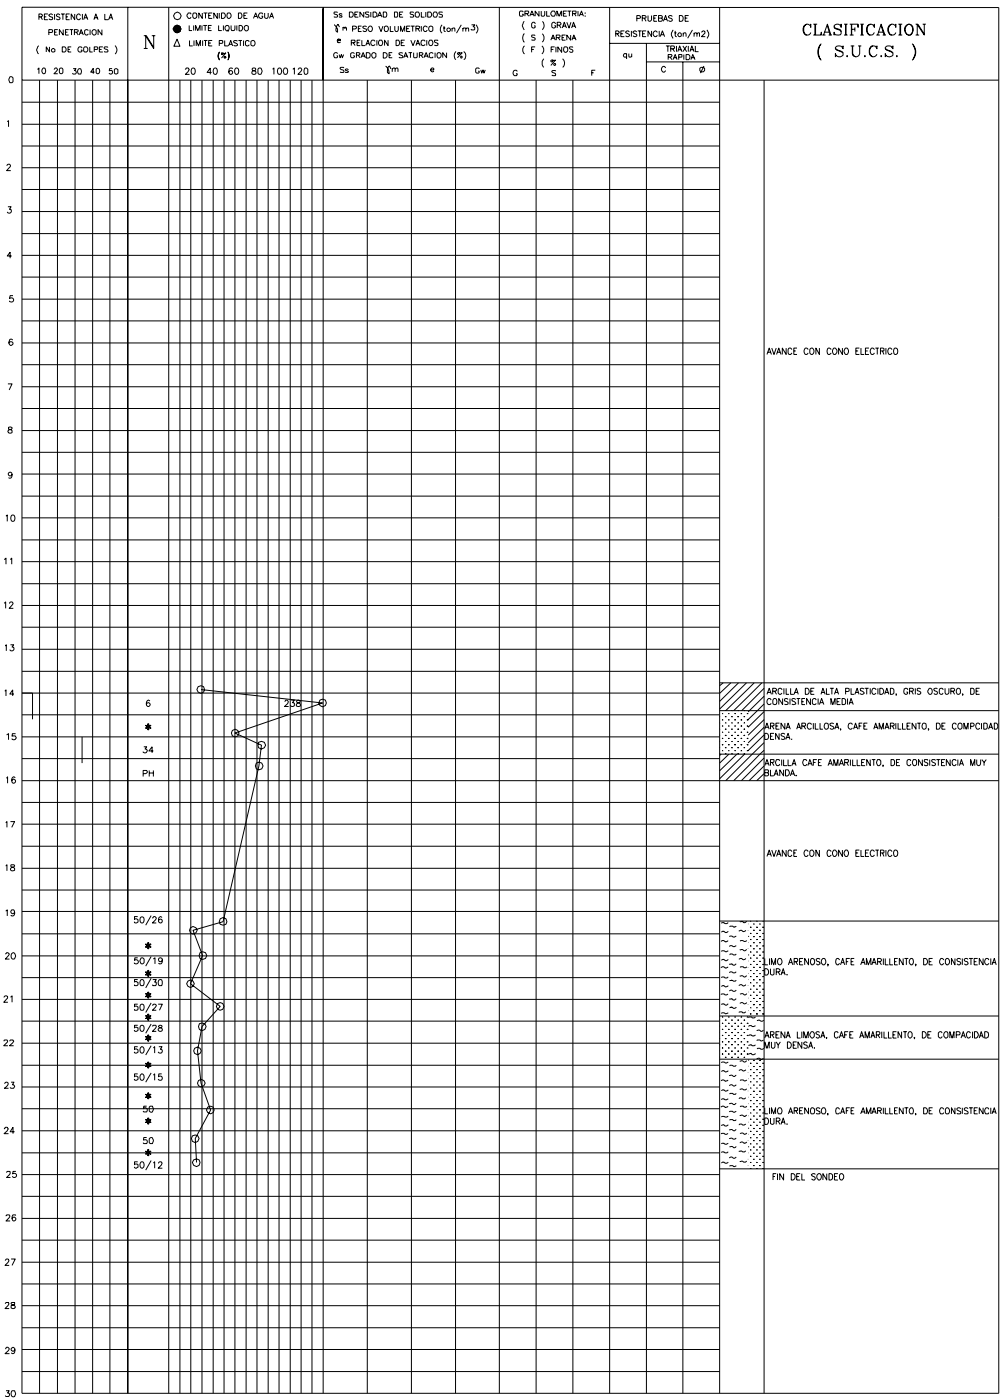 RESISTENCIA A LA
PENETRACION
( No DE GOLPES )
10 20 30 40 50
N
○ CONTENIDO DE AGUA
● LIMITE LIQUIDO
△ LIMITE PLASTICO
(%)
20 40 60 80 100 120
Ss DENSIDAD DE SOLIDOS
γ n PESO VOLUMETRICO (ton/m3)
e RELACION DE VACIOS
Gw GRADO DE SATURACION (%)
Ss γm e Gw
GRANULOMETRIA:
( G ) GRAVA
( S ) ARENA
( F ) FINOS
( % )
G S F
PRUEBAS DE
RESISTENCIA (ton/m2)
qu
TRIAXIAL
RAPIDA
C Ø
CLASIFICACION
( S.U.C.S. )
0
1
2
3
4
5
6
AVANCE CON CONO ELECTRICO
7
8
9
10
11
12
13
14
6
238
ARCILLA DE ALTA PLASTICIDAD, GRIS OSCURO, DE
CONSISTENCIA MEDIA
*
ARENA ARCILLOSA, CAFE AMARILLENTO, DE COMPCIDAD
DENSA.
15
34
PH
ARCILLA CAFE AMARILLENTO, DE CONSISTENCIA MUY
BLANDA.
16
17
AVANCE CON CONO ELECTRICO
18
19
50/26
*
20
50/19
LIMO ARENOSO, CAFE AMARILLENTO, DE CONSISTENCIA
DURA.
*
50/30
*
21
50/27
*
50/28
ARENA LIMOSA, CAFE AMARILLENTO, DE COMPACIDAD
MUY DENSA.
*
22
50/13
*
50/15
23
*
50
LIMO ARENOSO, CAFE AMARILLENTO, DE CONSISTENCIA
DURA.
*
24
50
*
50/12
25
FIN DEL SONDEO
26
27
28
29
30